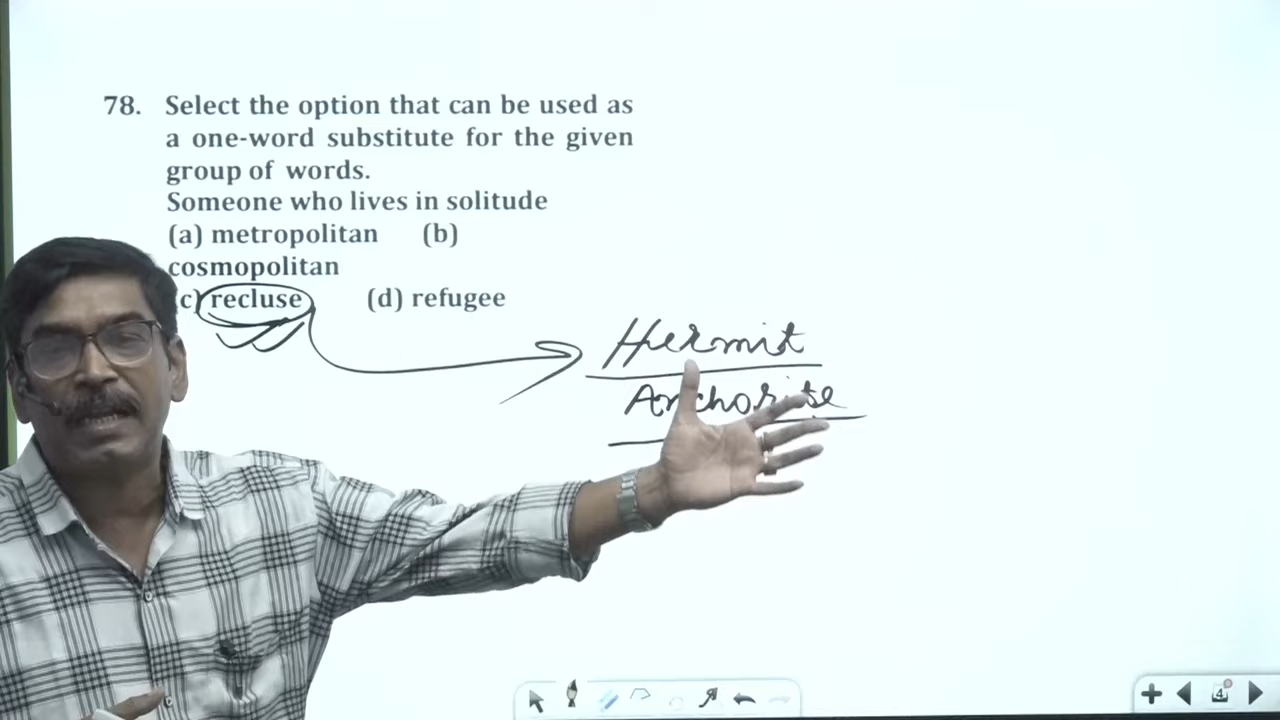 78. Select the option that can be used as
a one-word substitute for the given
group of words.
Someone who lives in solitude
(a) metropolitan (b)
cosmopolitan
c) recluse (d) refugee
Hermit
Anchorite
4